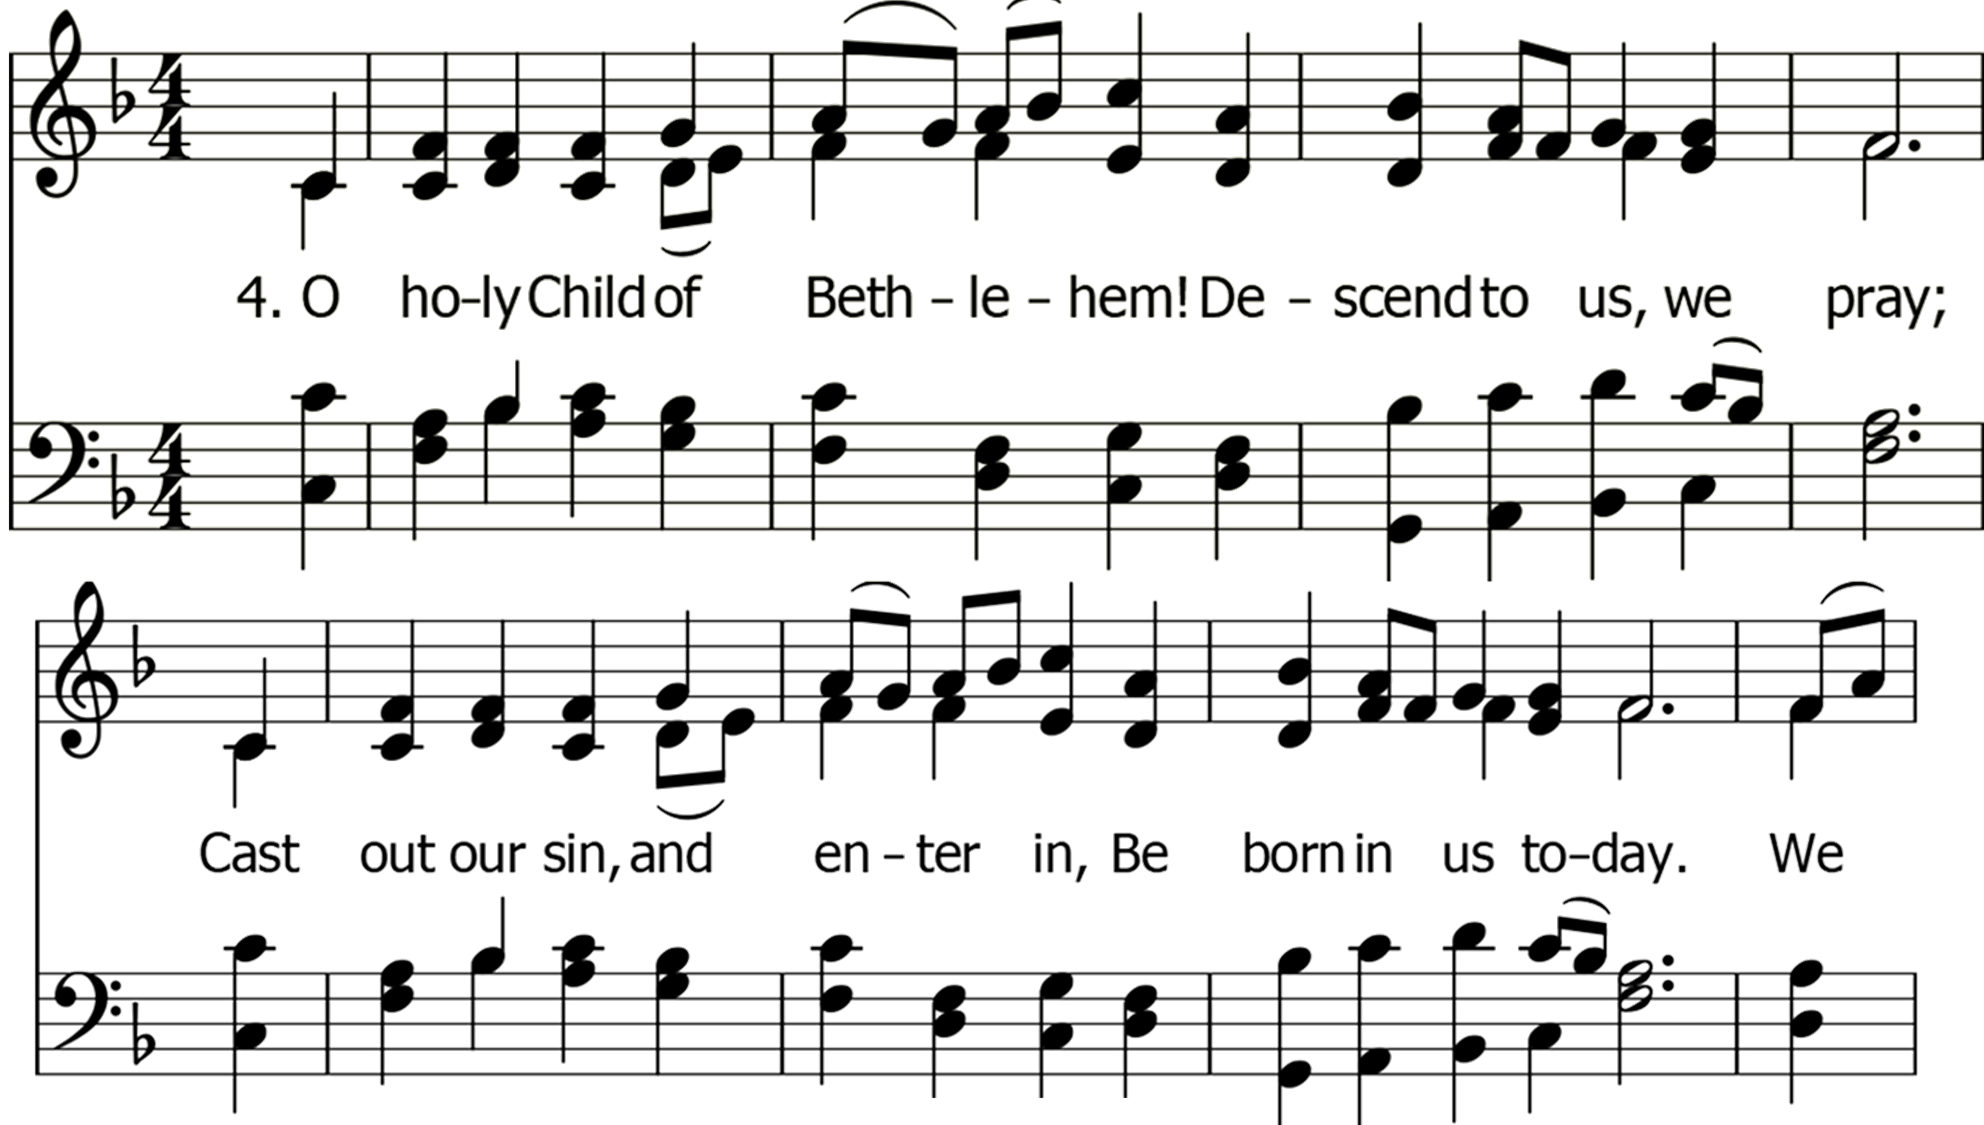 4. O ho-ly Child of Beth - le - hem! De - scend to us, we pray;
Cast out our sin, and en - ter in, Be born in us to-day. We